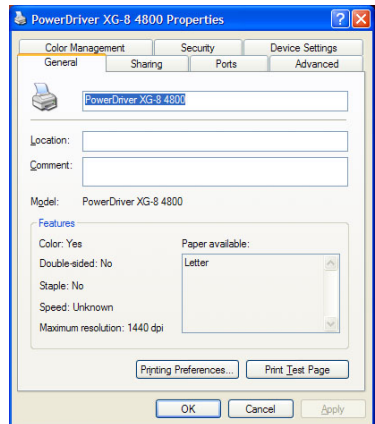 PowerDriver XG-8 4800 Properties
Color Management Security Device Settings
General Sharing Ports Advanced
PowerDriver XG-8 4800
Location:
Comment:
Model: PowerDriver XG-8 4800
Features
Color: Yes Paper available:
Double-sided: No Letter
Staple: No
Speed: Unknown
Maximum resolution: 1440 dpi
Printing Preferences... Print Test Page
OK Cancel Apply